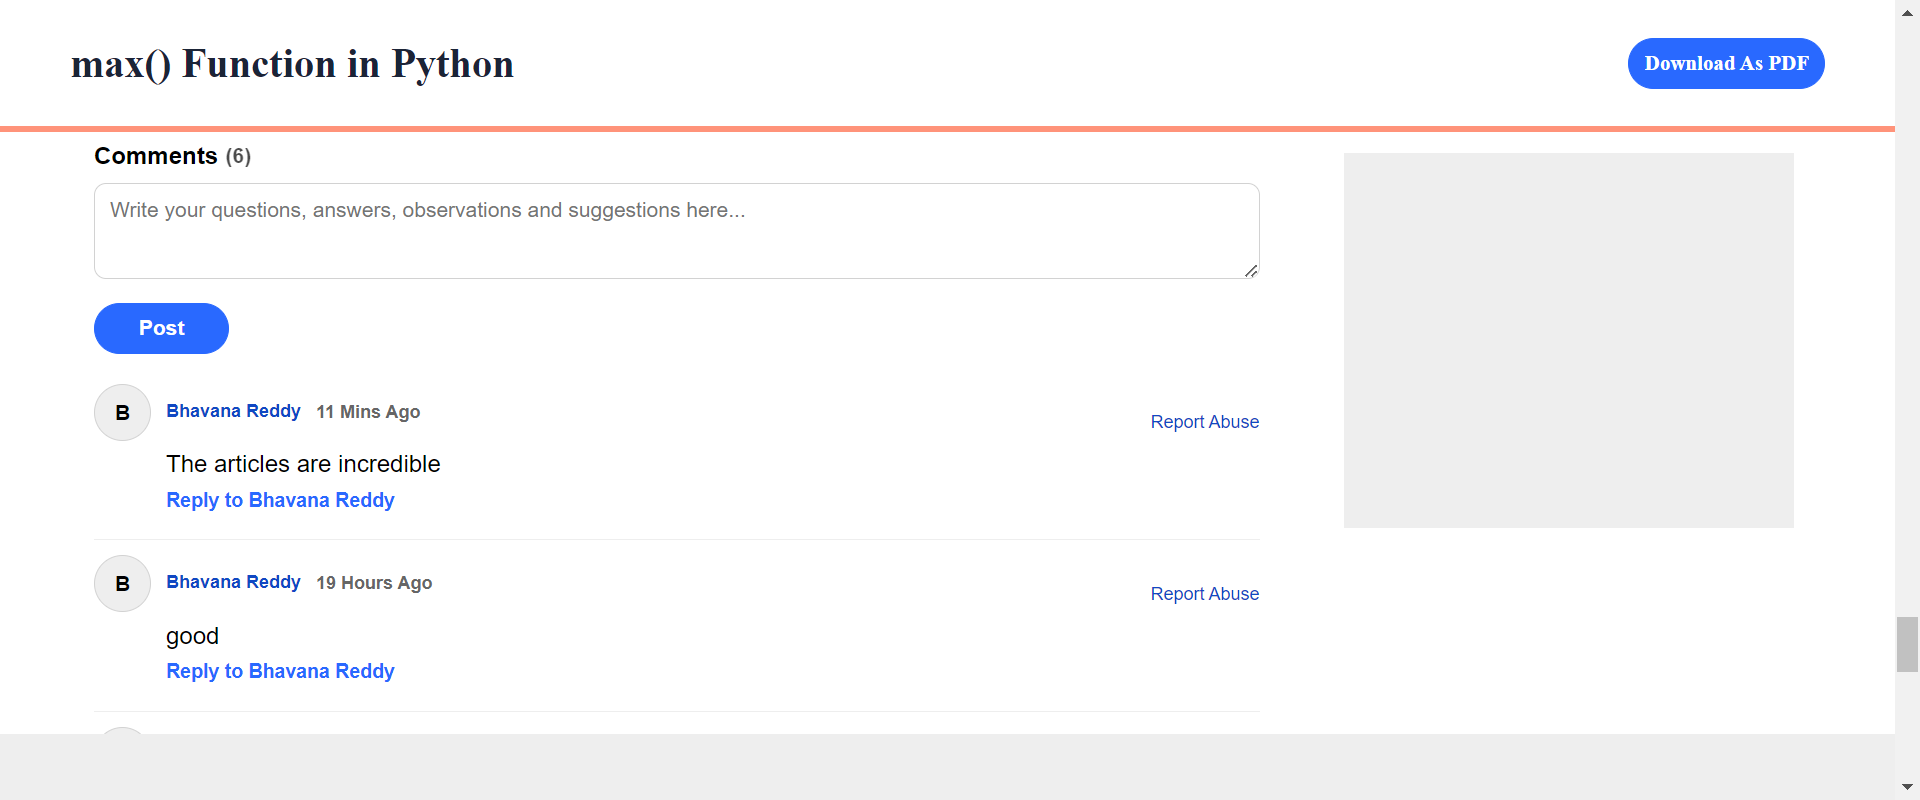 max() Function in Python
Download As PDF
Comments (6)
Write your questions, answers, observations and suggestions here...
Post
B
Bhavana Reddy 11 Mins Ago
Report Abuse
The articles are incredible
Reply to Bhavana Reddy
B
Bhavana Reddy 19 Hours Ago
Report Abuse
good
Reply to Bhavana Reddy